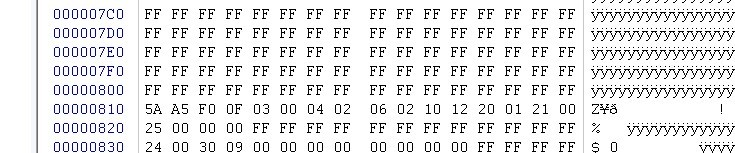 000007C0 FF FF FF FF FF FF FF FF FF FF FF FF FF FF FF FF ÿÿÿÿÿÿÿÿÿÿÿÿÿÿÿÿ
000007D0 FF FF FF FF FF FF FF FF FF FF FF FF FF FF FF FF ÿÿÿÿÿÿÿÿÿÿÿÿÿÿÿÿ
000007E0 FF FF FF FF FF FF FF FF FF FF FF FF FF FF FF FF ÿÿÿÿÿÿÿÿÿÿÿÿÿÿÿÿ
000007F0 FF FF FF FF FF FF FF FF FF FF FF FF FF FF FF FF ÿÿÿÿÿÿÿÿÿÿÿÿÿÿÿÿ
00000800 FF FF FF FF FF FF FF FF FF FF FF FF FF FF FF FF ÿÿÿÿÿÿÿÿÿÿÿÿÿÿÿÿ
00000810 5A A5 F0 0F 03 00 04 02 06 02 10 12 20 01 21 00 Z¥ð !
00000820 25 00 00 00 FF FF FF FF FF FF FF FF FF FF FF FF % ÿÿÿÿÿÿÿÿÿÿÿÿ
00000830 24 00 30 09 00 00 00 00 00 00 00 00 FF FF FF FF $ 0 ÿÿÿÿ